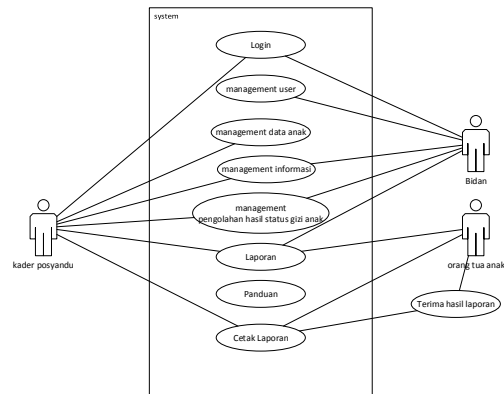 system
Login
management user
management data anak
management informasi
management
pengolahan hasil status gizi anak
Laporan
Panduan
Cetak Laporan
kader posyandu
Bidan
orang tua anak
Terima hasil laporan